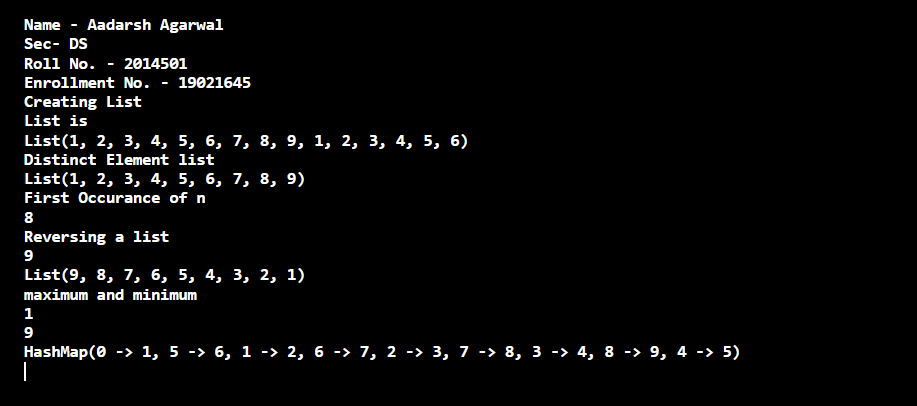 Name - Aadarsh Agarwal
Sec- DS
Roll No. - 2014501
Enrollment No. - 19021645
Creating List
List is
List(1, 2, 3, 4, 5, 6, 7, 8, 9, 1, 2, 3, 4, 5, 6)
Distinct Element list
List(1, 2, 3, 4, 5, 6, 7, 8, 9)
First Occurance of n
8
Reversing a list
9
List(9, 8, 7, 6, 5, 4, 3, 2, 1)
maximum and minimum
1
9
HashMap(0 -> 1, 5 -> 6, 1 -> 2, 6 -> 7, 2 -> 3, 7 -> 8, 3 -> 4, 8 -> 9, 4 -> 5)